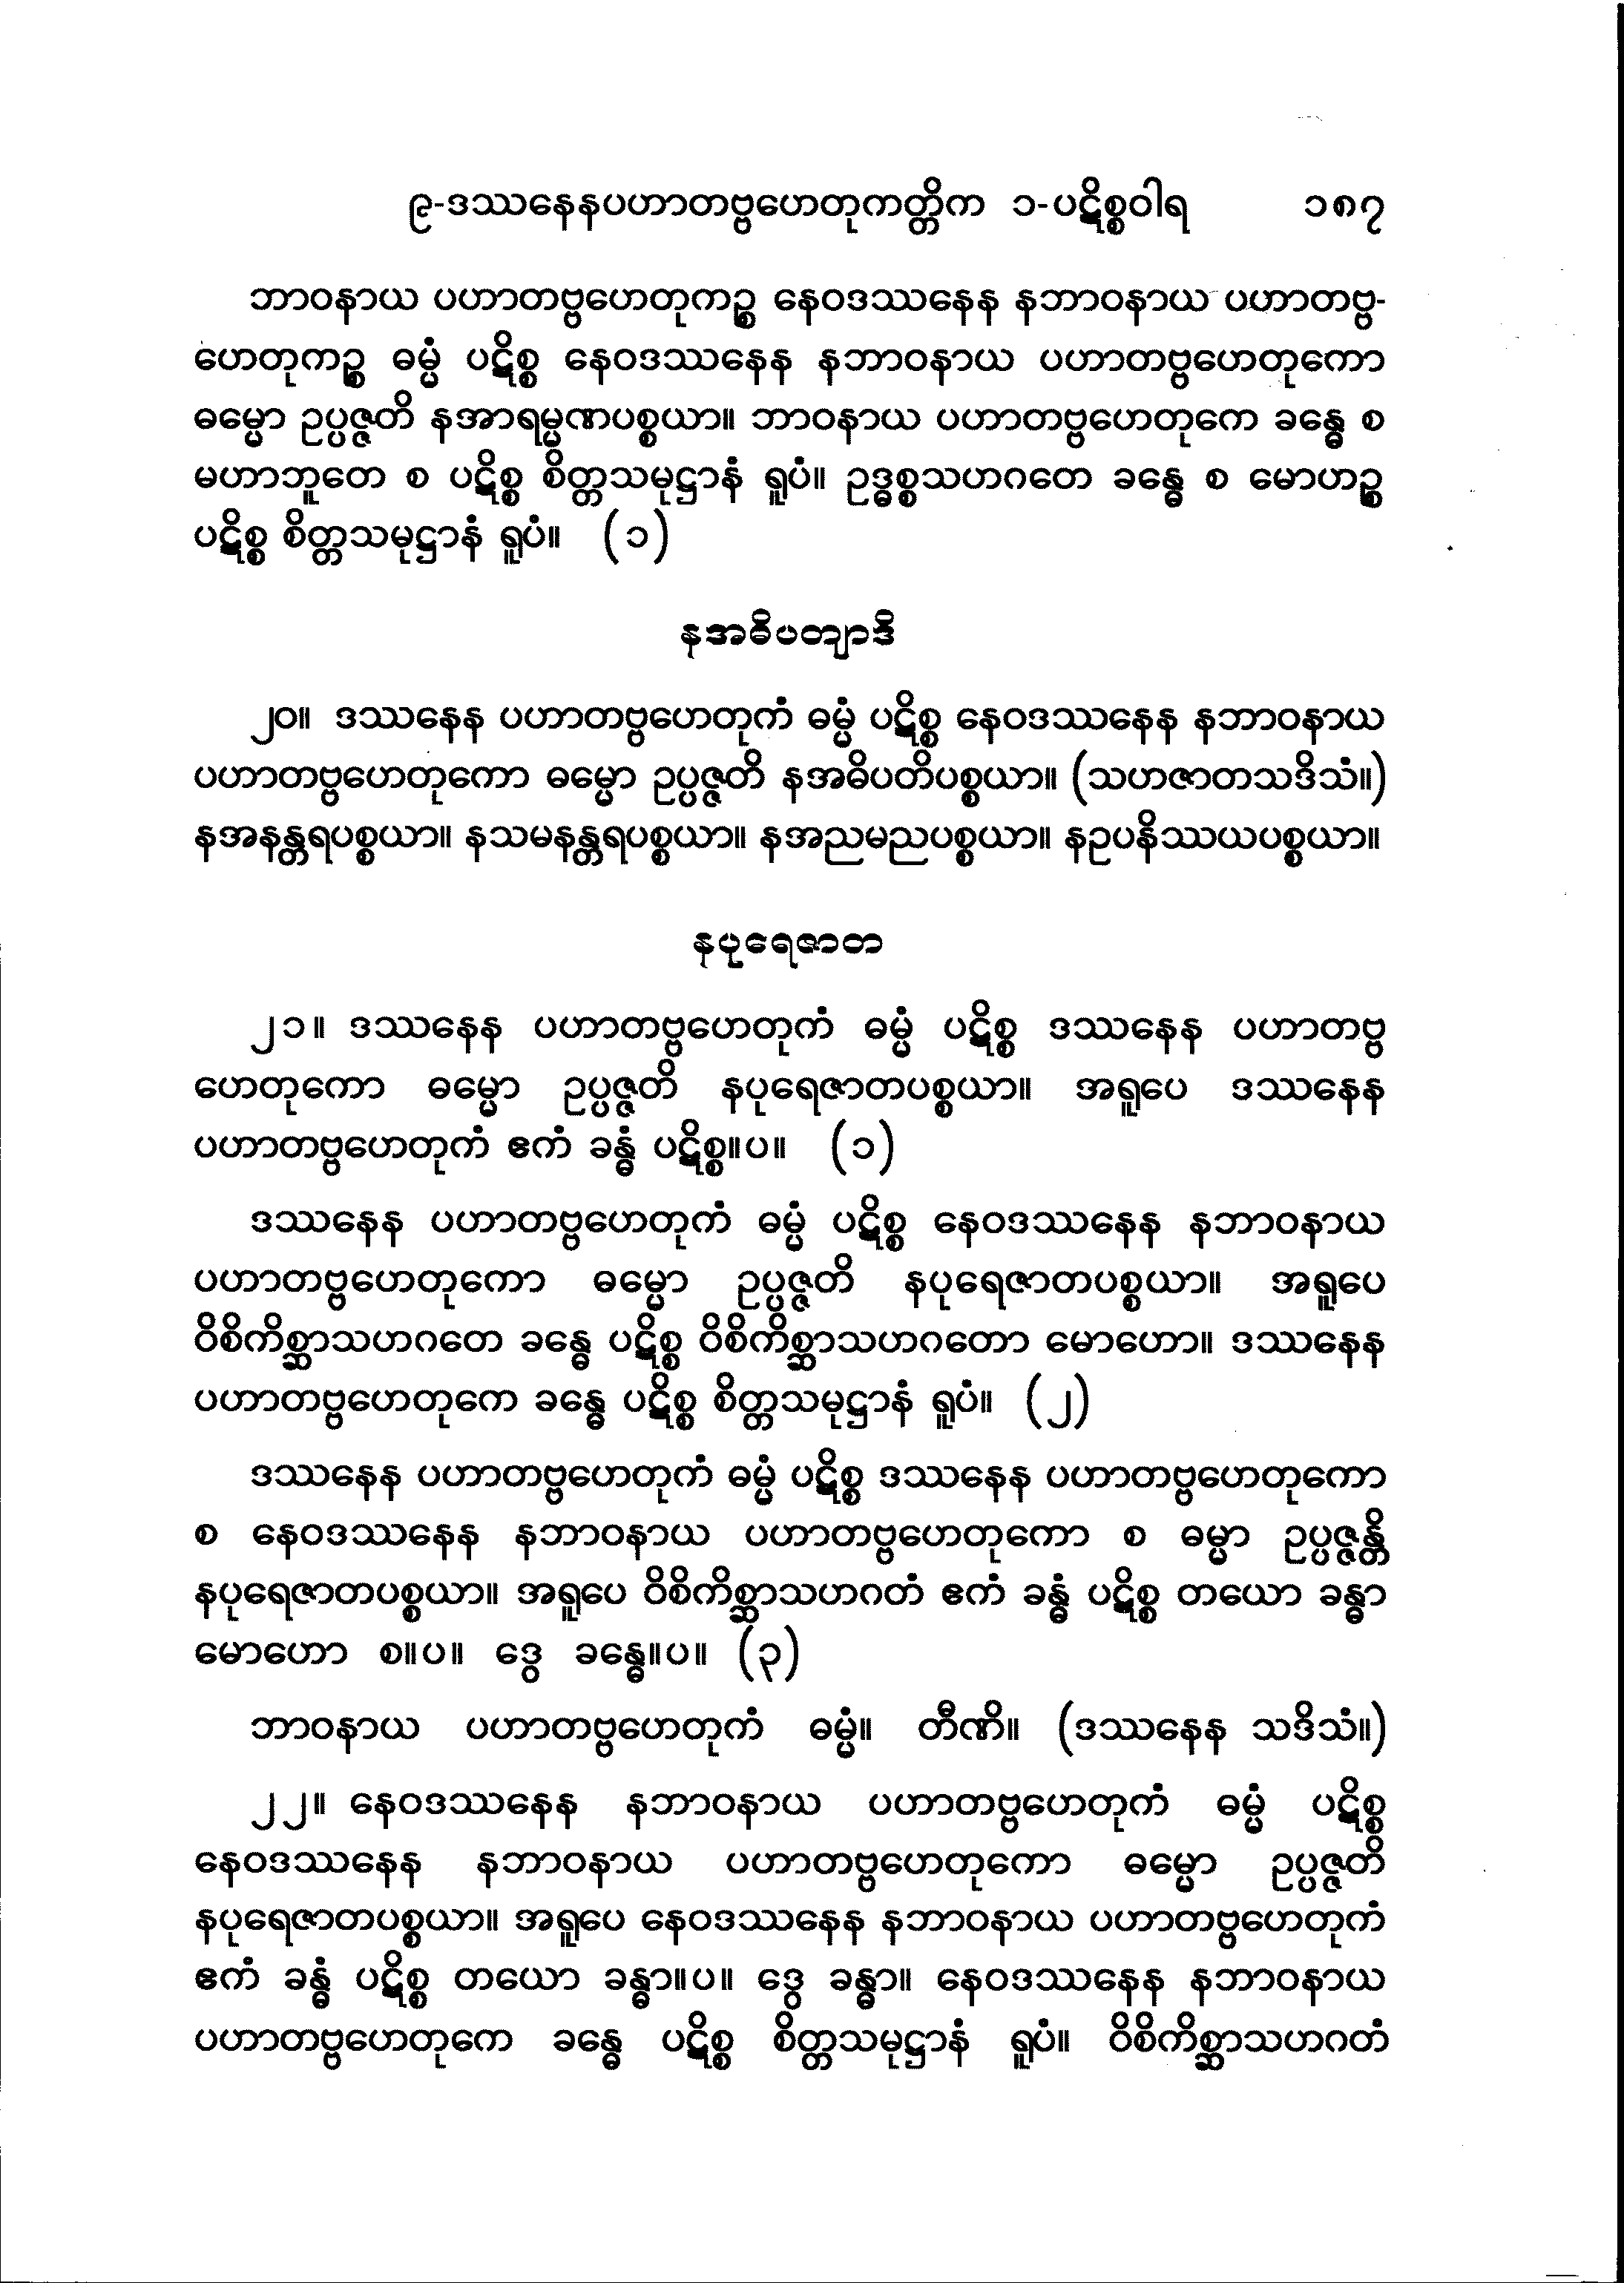 ၉-ဒဿနေနပဟာတဗ္ဗဟေတုကတ္တိက ၁-ပဋိစ္စဝါရ ၁၈၇
ဘာဝနာယ ပဟာတဗ္ဗဟေတုကဉ္စ နေဝဒဿနေန နဘာဝနာယ ပဟာတဗ္ဗ-
ဟေတုကဉ္စ ဓမ္မံ ပဋိစ္စ နေဝဒဿနေန နဘာဝနာယ ပဟာတဗ္ဗဟေတုကော
ဓမ္မော ဥပ္ပဇ္ဇတိ နအာရမ္မဏပစ္စယာ။ ဘာဝနာယ ပဟာတဗ္ဗဟေတုကေ ခန္ဓေ စ
မဟာဘူတေ စ ပဋိစ္စ စိတ္တသမုဋ္ဌာနံ ရူပံ။ ဥဒ္ဓစ္စသဟဂတေ ခန္ဓေ စ မောဟဉ္စ
ပဋိစ္စ စိတ္တသမုဋ္ဌာနံ ရူပံ။ (၁)
နအဓိပတျာဒိ
၂၀။ ဒဿနေန ပဟာတဗ္ဗဟေတုကံ ဓမ္မံ ပဋိစ္စ နေဝဒဿနေန နဘာဝနာယ
ပဟာတဗ္ဗဟေတုကော ဓမ္မော ဥပ္ပဇ္ဇတိ နအဓိပတိပစ္စယာ။ (သဟဇာတသဒိသံ။)
နအနန္တရပစ္စယာ။ နသမနန္တရပစ္စယာ။ နအညမညပစ္စယာ။ နဥပနိဿယပစ္စယာ။
နပုရေဇာတ
၂၁။ ဒဿနေန ပဟာတဗ္ဗဟေတုကံ ဓမ္မံ ပဋိစ္စ ဒဿနေန ပဟာတဗ္ဗ
ဟေတုကော ဓမ္မော ဥပ္ပဇ္ဇတိ နပုရေဇာတပစ္စယာ။ အရူပေ ဒဿနေန
ပဟာတဗ္ဗဟေတုကံ ဧကံ ခန္ဓံ ပဋိစ္စ။ပ။ (၁)
ဒဿနေန ပဟာတဗ္ဗဟေတုကံ ဓမ္မံ ပဋိစ္စ နေဝဒဿနေန နဘာဝနာယ
ပဟာတဗ္ဗဟေတုကော ဓမ္မော ဥပ္ပဇ္ဇတိ နပုရေဇာတပစ္စယာ။ အရူပေ
ဝိစိကိစ္ဆာသဟဂတေ ခန္ဓေ ပဋိစ္စ ဝိစိကိစ္ဆာသဟဂတော မောဟော။ ဒဿနေန
ပဟာတဗ္ဗဟေတုကေ ခန္ဓေ ပဋိစ္စ စိတ္တသမုဋ္ဌာနံ ရူပံ။ (၂)
ဒဿနေန ပဟာတဗ္ဗဟေတုကံ ဓမ္မံ ပဋိစ္စ ဒဿနေန ပဟာတဗ္ဗဟေတုကော
စ နေဝဒဿနေန နဘာဝနာယ ပဟာတဗ္ဗဟေတုကော စ ဓမ္မာ ဥပ္ပဇ္ဇန္တိ
နပုရေဇာတပစ္စယာ။ အရူပေ ဝိစိကိစ္ဆာသဟဂတံ ဧကံ ခန္ဓံ ပဋိစ္စ တယော ခန္ဓာ
မောဟော စ။ပ။ ဒွေ ခန္ဓေ။ပ။ (၃)
ဘာဝနာယ ပဟာတဗ္ဗဟေတုကံ ဓမ္မံ။ တီဏိ။ (ဒဿနေန သဒိသံ။)
၂၂။ နေဝဒဿနေန နဘာဝနာယ ပဟာတဗ္ဗဟေတုကံ ဓမ္မံ ပဋိစ္စ
နေဝဒဿနေန နဘာဝနာယ ပဟာတဗ္ဗဟေတုကော ဓမ္မော ဥပ္ပဇ္ဇတိ
နပုရေဇာတပစ္စယာ။ အရူပေ နေဝဒဿနေန နဘာဝနာယ ပဟာတဗ္ဗဟေတုကံ
ဧကံ ခန္ဓံ ပဋိစ္စ တယော ခန္ဓာ။ပ။ ဒွေ ခန္ဓာ။ နေဝဒဿနေန နဘာဝနာယ
ပဟာတဗ္ဗဟေတုကေ ခန္ဓေ ပဋိစ္စ စိတ္တသမုဋ္ဌာနံ ရူပံ။ ဝိစိကိစ္ဆာသဟဂတံ